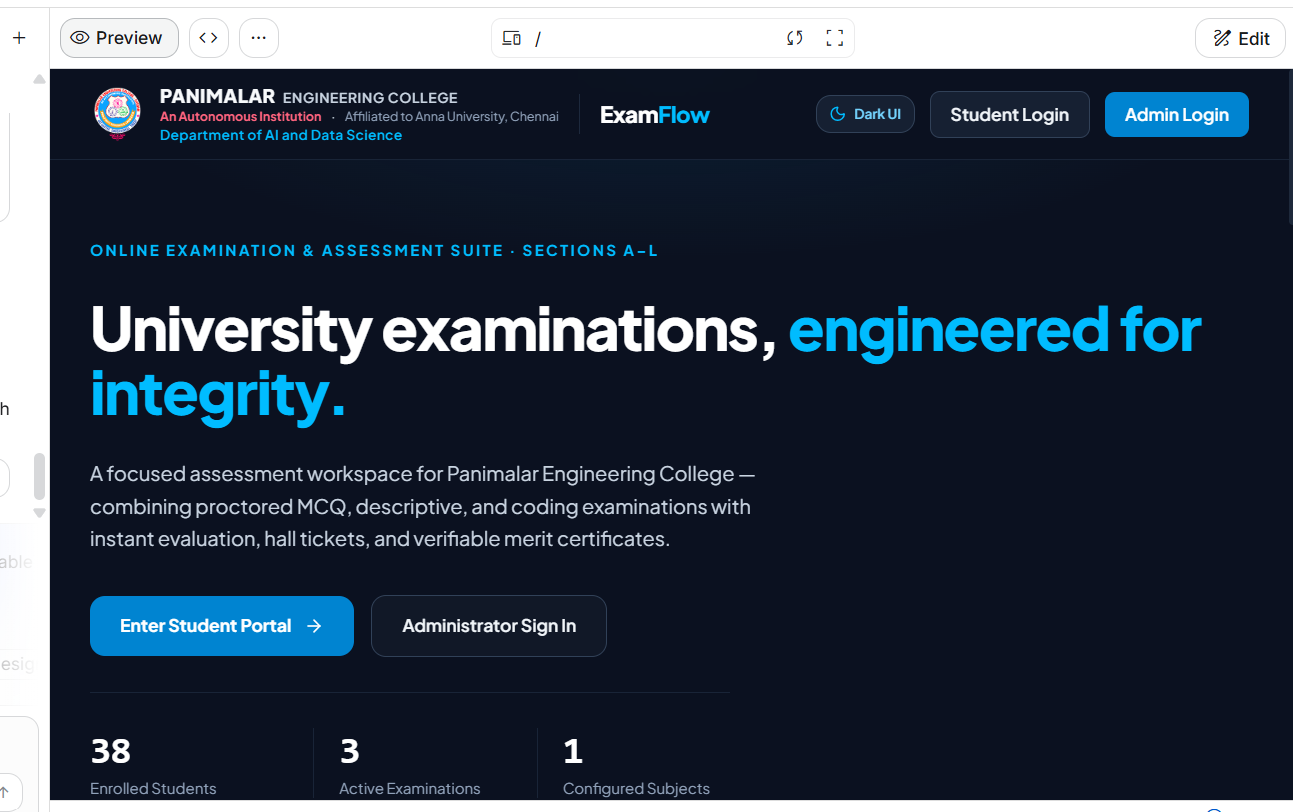 Preview
/
Edit
PANIMALAR ENGINEERING COLLEGE
An Autonomous Institution · Affiliated to Anna University, Chennai
Department of AI and Data Science
ExamFlow
Dark UI
Student Login
Admin Login
ONLINE EXAMINATION & ASSESSMENT SUITE · SECTIONS A–L
University examinations, engineered for
integrity.
h
A focused assessment workspace for Panimalar Engineering College —
combining proctored MCQ, descriptive, and coding examinations with
instant evaluation, hall tickets, and verifiable merit certificates.
able
Enter Student Portal →
Administrator Sign In
esig
38
3
1
Enrolled Students
Active Examinations
Configured Subjects